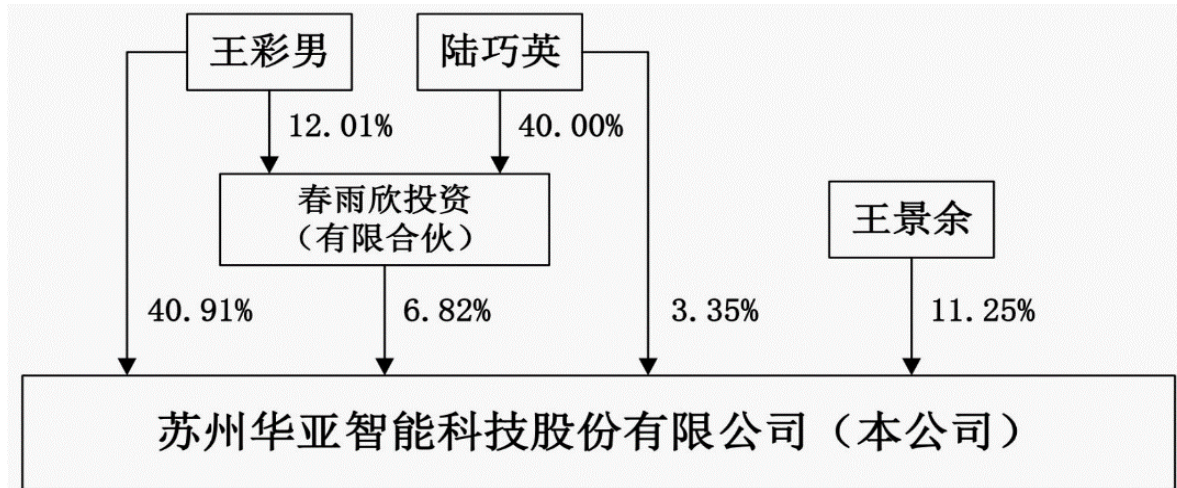 王彩男
陆巧英
12.01%
40.00%
春雨欣投资
（有限合伙）
王景余
40.91%
6.82%
3.35%
11.25%
苏州华亚智能科技股份有限公司（本公司）